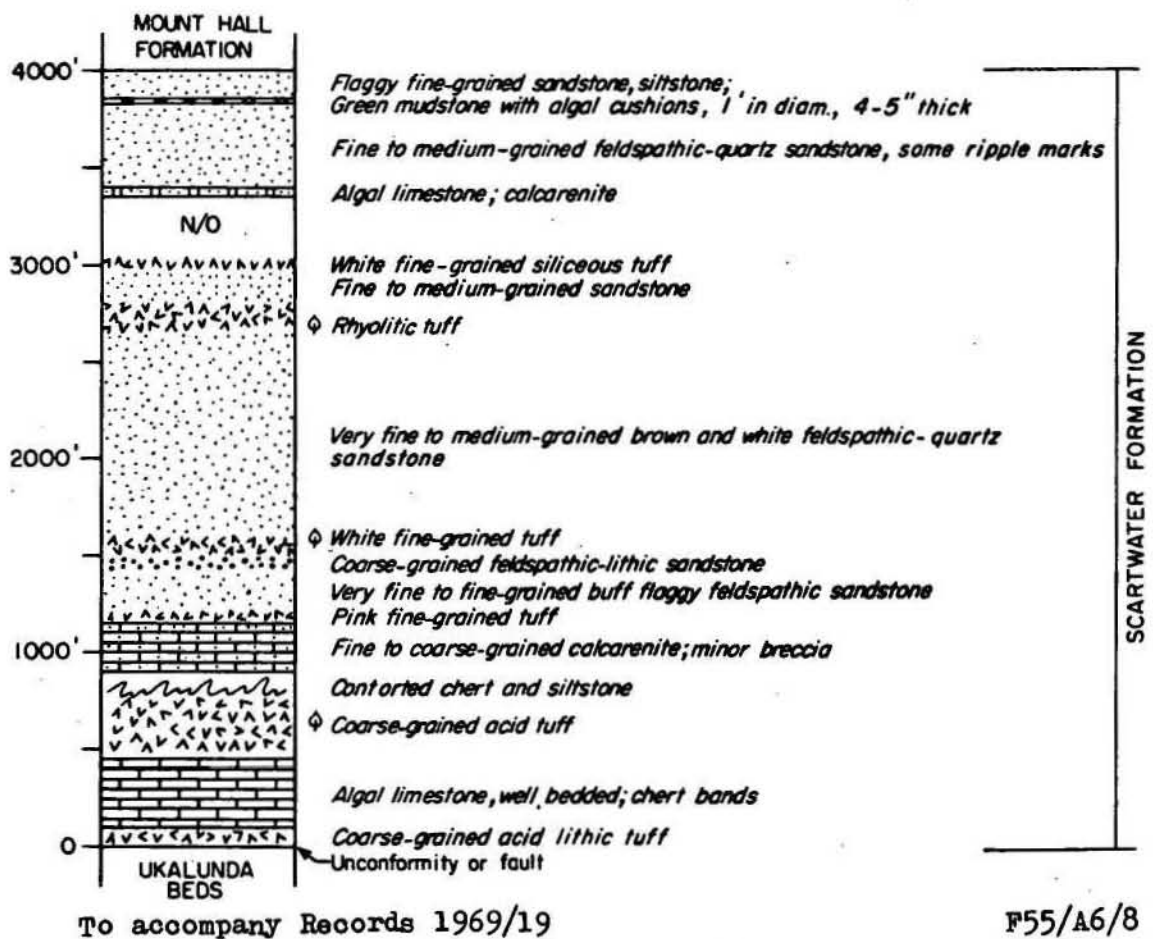 MOUNT HALL
FORMATION
4000'
Flaggy fine-grained sandstone, siltstone;
Green mudstone with algal cushions, 1' in diam., 4-5" thick
Fine to medium-grained feldspathic-quartz sandstone, some ripple marks
Algal limestone; calcarenite
N/O
3000'
White fine-grained siliceous tuff
Fine to medium-grained sandstone
Rhyolitic tuff
Very fine to medium-grained brown and white feldspathic-quartz
sandstone
2000'
White fine-grained tuff
Coarse-grained feldspathic-lithic sandstone
Very fine to fine-grained buff flaggy feldspathic sandstone
Pink fine-grained tuff
1000'
Fine to coarse-grained calcarenite; minor breccia
Contorted chert and siltstone
Coarse-grained acid tuff
Algal limestone, well bedded; chert bands
Coarse-grained acid lithic tuff
0
Unconformity or fault
UKALUNDA
BEDS
SCARTWATER FORMATION
To accompany Records 1969/19
F55/A6/8